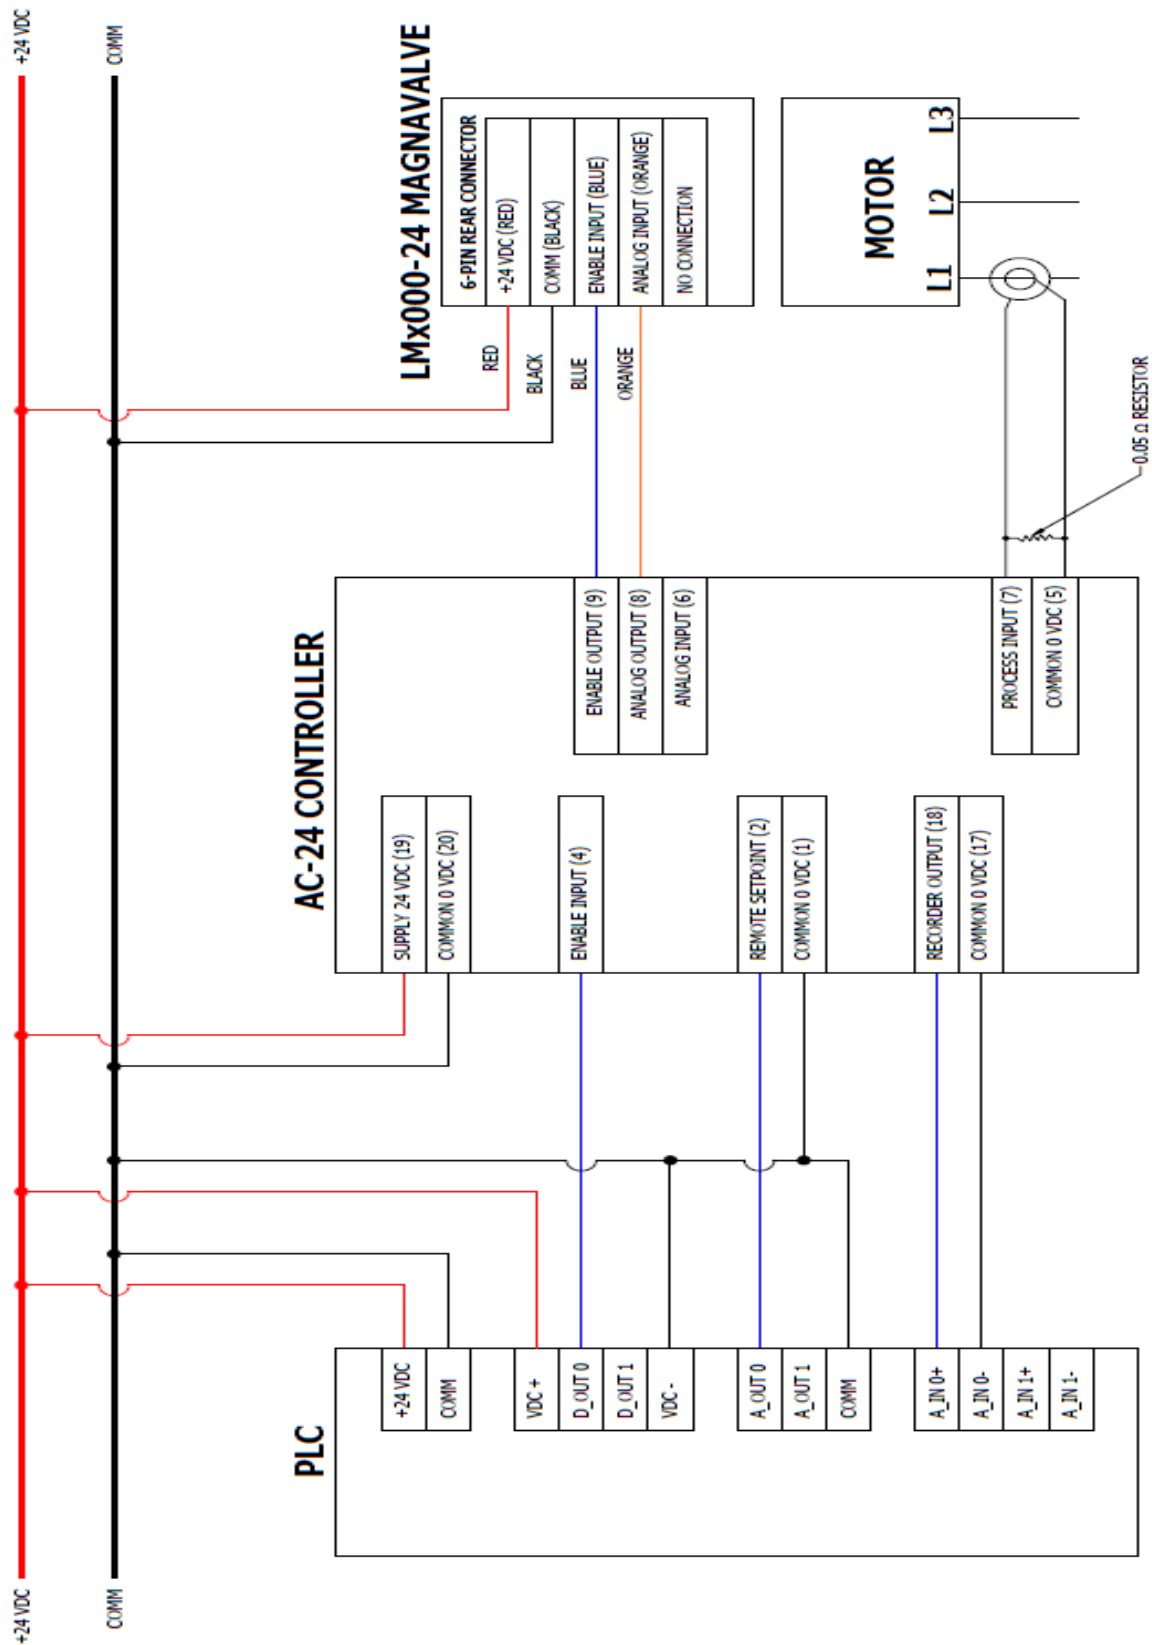 +24 VDC
+24 VDC
COMM
COMM
PLC
+24 VDC
COMM
VDC +
D_OUT 0
D_OUT 1
VDC -
A_OUT 0
A_OUT 1
COMM
A_IN 0+
A_IN 0-
A_IN 1+
A_IN 1-
AC-24 CONTROLLER
SUPPLY 24 VDC (19)
COMMON 0 VDC (20)
ENABLE INPUT (4)
REMOTE SETPOINT (2)
COMMON 0 VDC (1)
RECORDER OUTPUT (18)
COMMON 0 VDC (17)
ENABLE OUTPUT (9)
ANALOG OUTPUT (8)
ANALOG INPUT (6)
PROCESS INPUT (7)
COMMON 0 VDC (5)
RED
BLACK
BLUE
ORANGE
0.05 Ω RESISTOR
LMx000-24 MAGNAVALVE
6-PIN REAR CONNECTOR
+24 VDC (RED)
COMM (BLACK)
ENABLE INPUT (BLUE)
ANALOG INPUT (ORANGE)
NO CONNECTION
MOTOR
L1
L2
L3